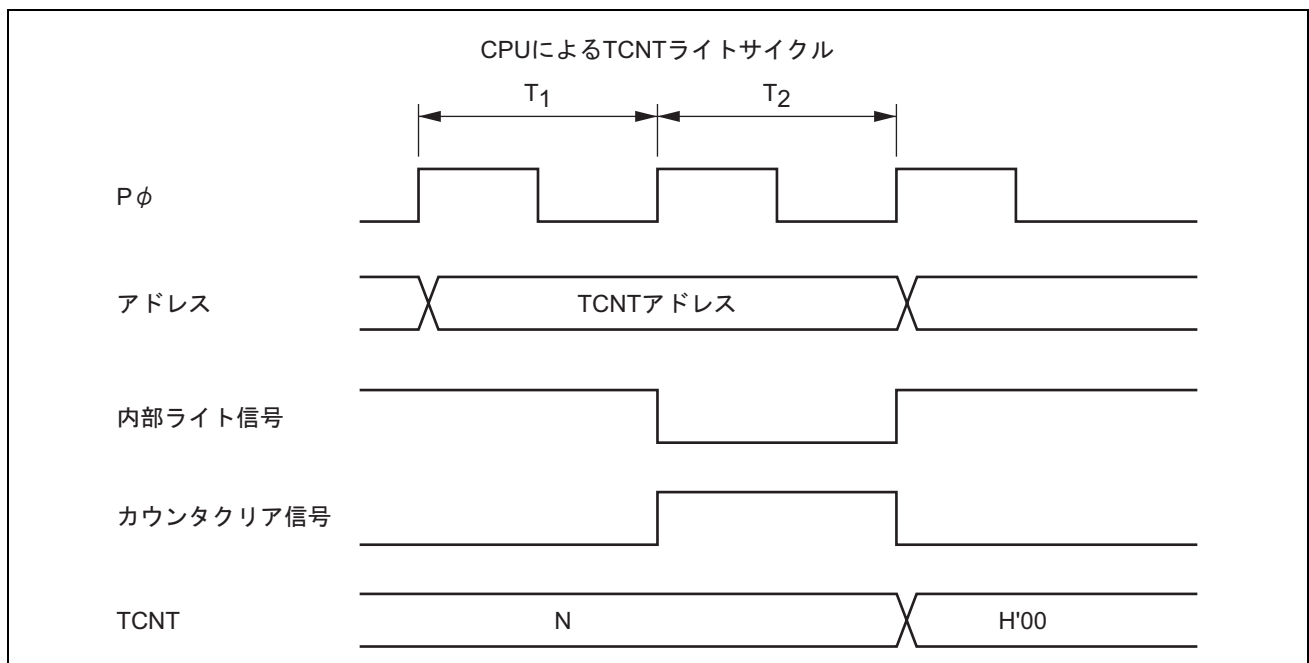 CPUによるTCNTライトサイクル
T1 T2
Pφ
アドレス TCNTアドレス
内部ライト信号
カウンタクリア信号
TCNT N H'00